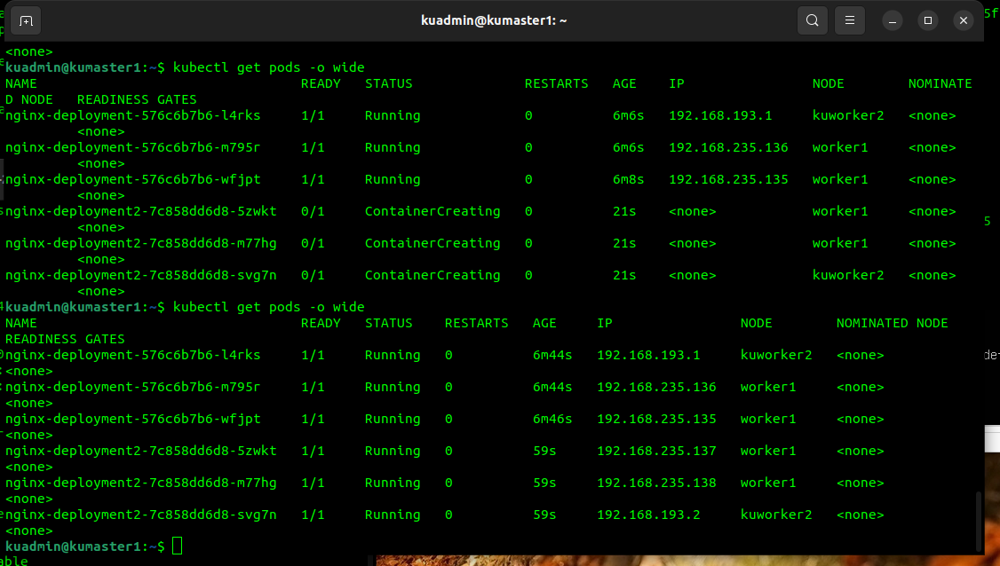 kuadmin@kumaster1: ~
<none>
kuadmin@kumaster1:~$ kubectl get pods -o wide
NAME READY STATUS RESTARTS AGE IP NODE NOMINATE
D NODE READINESS GATES
nginx-deployment-576c6b7b6-l4rks 1/1 Running 0 6m6s 192.168.193.1 kuworker2 <none>
<none>
nginx-deployment-576c6b7b6-m795r 1/1 Running 0 6m6s 192.168.235.136 worker1 <none>
<none>
nginx-deployment-576c6b7b6-wfjpt 1/1 Running 0 6m8s 192.168.235.135 worker1 <none>
<none>
nginx-deployment2-7c858dd6d8-5zwkt 0/1 ContainerCreating 0 21s <none> worker1 <none>
<none>
nginx-deployment2-7c858dd6d8-m77hg 0/1 ContainerCreating 0 21s <none> worker1 <none>
<none>
nginx-deployment2-7c858dd6d8-svg7n 0/1 ContainerCreating 0 21s <none> kuworker2 <none>
<none>
kuadmin@kumaster1:~$ kubectl get pods -o wide
NAME READY STATUS RESTARTS AGE IP NODE NOMINATED NODE
READINESS GATES
nginx-deployment-576c6b7b6-l4rks 1/1 Running 0 6m44s 192.168.193.1 kuworker2 <none>
<none>
nginx-deployment-576c6b7b6-m795r 1/1 Running 0 6m44s 192.168.235.136 worker1 <none>
<none>
nginx-deployment-576c6b7b6-wfjpt 1/1 Running 0 6m46s 192.168.235.135 worker1 <none>
<none>
nginx-deployment2-7c858dd6d8-5zwkt 1/1 Running 0 59s 192.168.235.137 worker1 <none>
<none>
nginx-deployment2-7c858dd6d8-m77hg 1/1 Running 0 59s 192.168.235.138 worker1 <none>
<none>
nginx-deployment2-7c858dd6d8-svg7n 1/1 Running 0 59s 192.168.193.2 kuworker2 <none>
<none>
kuadmin@kumaster1:~$
able